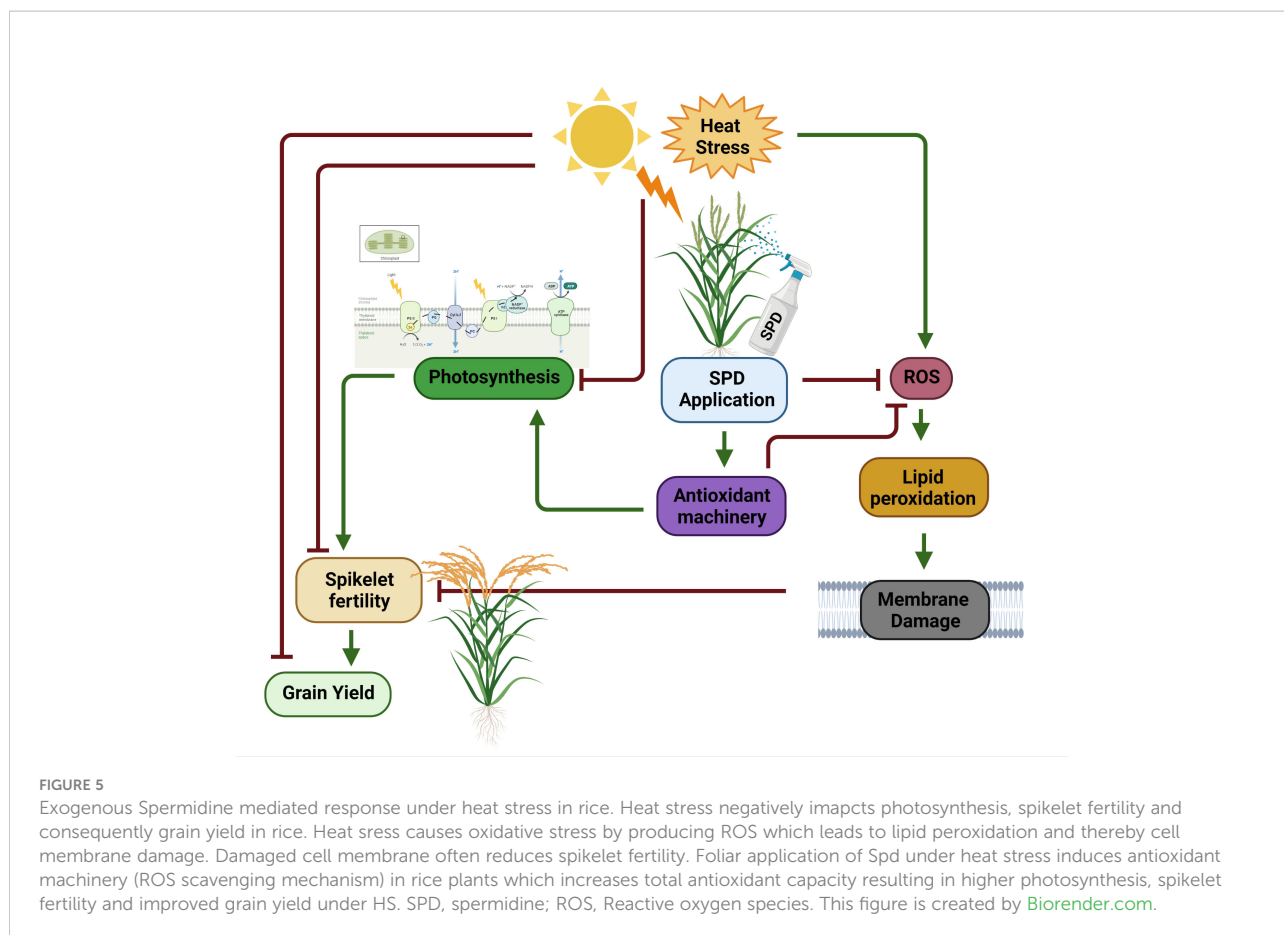 Heat
Stress
Chloroplast
Light
SPD
Photosynthesis
SPD
Application
ROS
Antioxidant
machinery
Lipid
peroxidation
Spikelet
fertility
Membrane
Damage
Grain Yield
FIGURE 5
Exogenous Spermidine mediated response under heat stress in rice. Heat stress negatively imapcts photosynthesis, spikelet fertility and
consequently grain yield in rice. Heat sress causes oxidative stress by producing ROS which leads to lipid peroxidation and thereby cell
membrane damage. Damaged cell membrane often reduces spikelet fertility. Foliar application of Spd under heat stress induces antioxidant
machinery (ROS scavenging mechanism) in rice plants which increases total antioxidant capacity resulting in higher photosynthesis, spikelet
fertility and improved grain yield under HS. SPD, spermidine; ROS, Reactive oxygen species. This figure is created by Biorender.com.